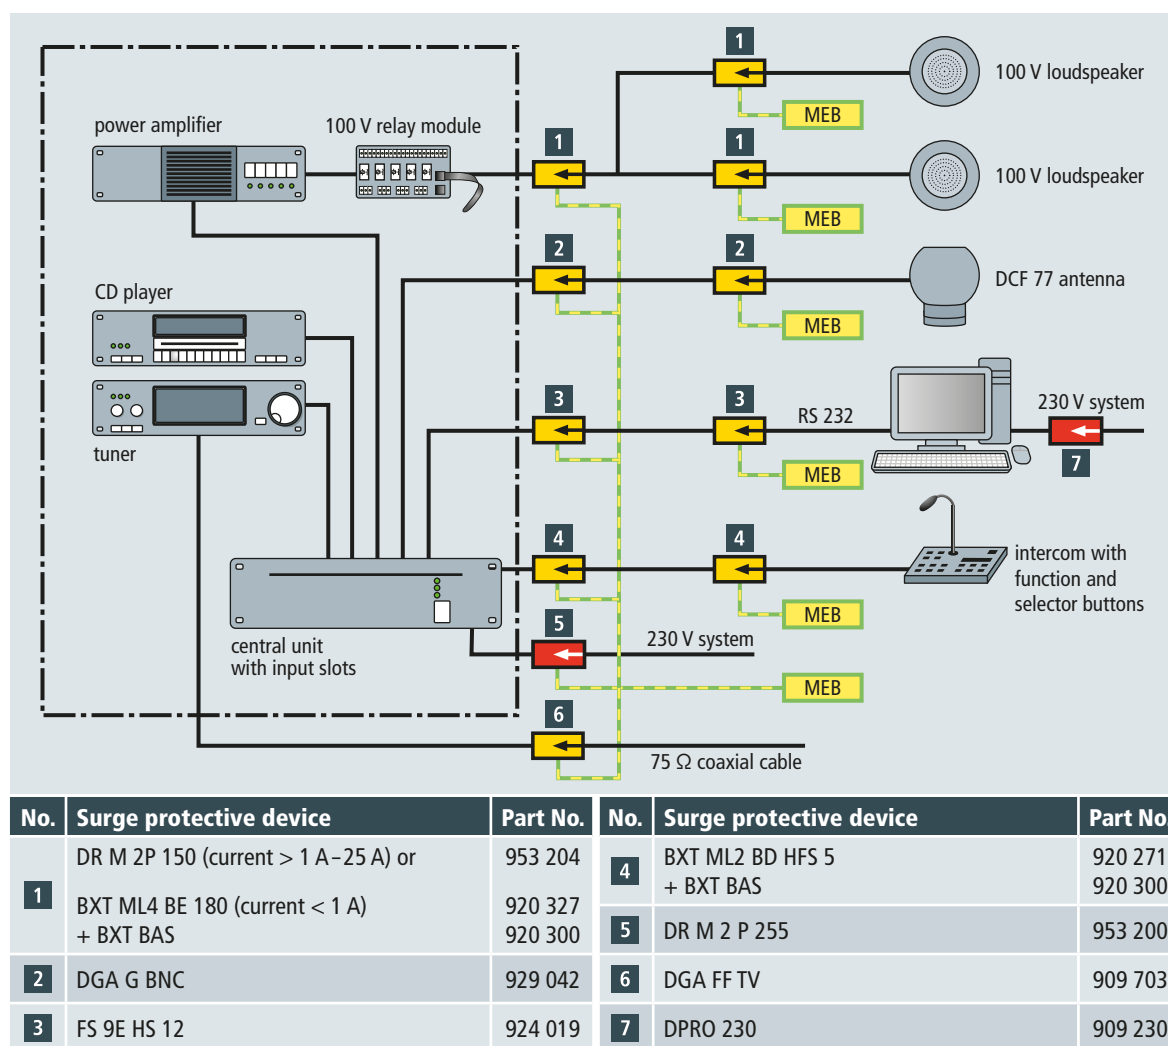 1
100 V loudspeaker
MEB
power amplifier
100 V relay module
1
1
100 V loudspeaker
MEB
2
2
DCF 77 antenna
CD player
MEB
3
3
RS 232
230 V system
tuner
MEB
7
4
4
intercom with
function and
selector buttons
MEB
central unit
with input slots
5
230 V system
MEB
6
75 Ω coaxial cable
No. Surge protective device Part No.
1
DR M 2P 150 (current > 1 A–25 A) or 953 204
BXT ML4 BE 180 (current < 1 A) 920 327
+ BXT BAS 920 300
2 DGA G BNC 929 042
3 FS 9E HS 12 924 019
No. Surge protective device Part No.
4
BXT ML2 BD HFS 5 920 271
+ BXT BAS 920 300
5 DR M 2 P 255 953 200
6 DGA FF TV 909 703
7 DPRO 230 909 230